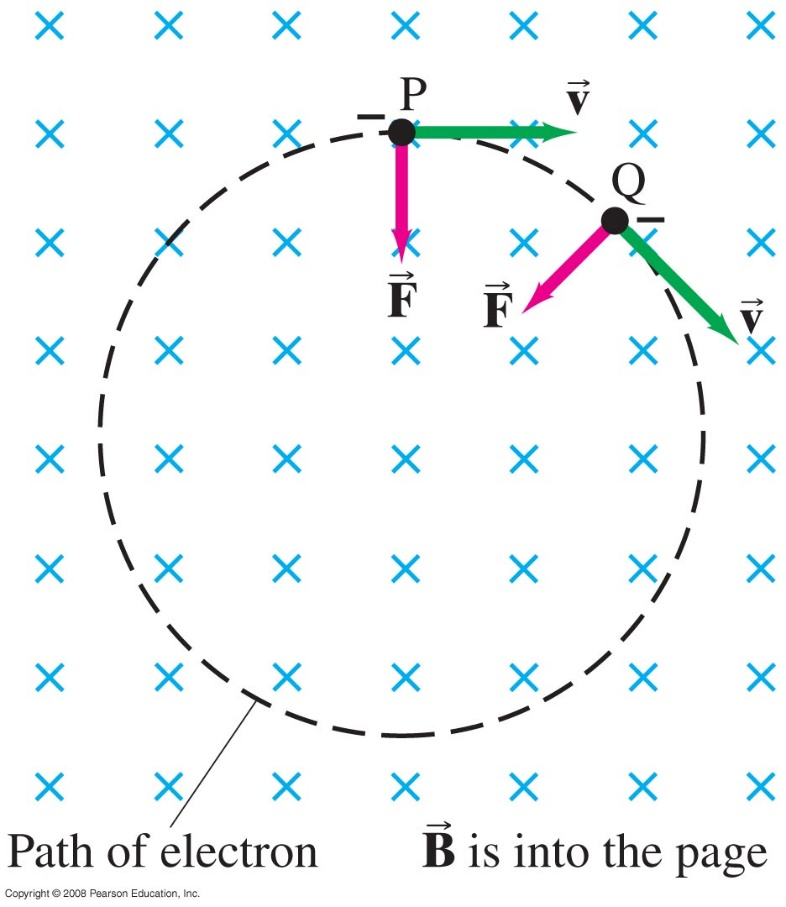 P
v⃗
Q
F⃗
F⃗
v⃗
Path of electron
B⃗ is into the page
Copyright © 2008 Pearson Education, Inc.